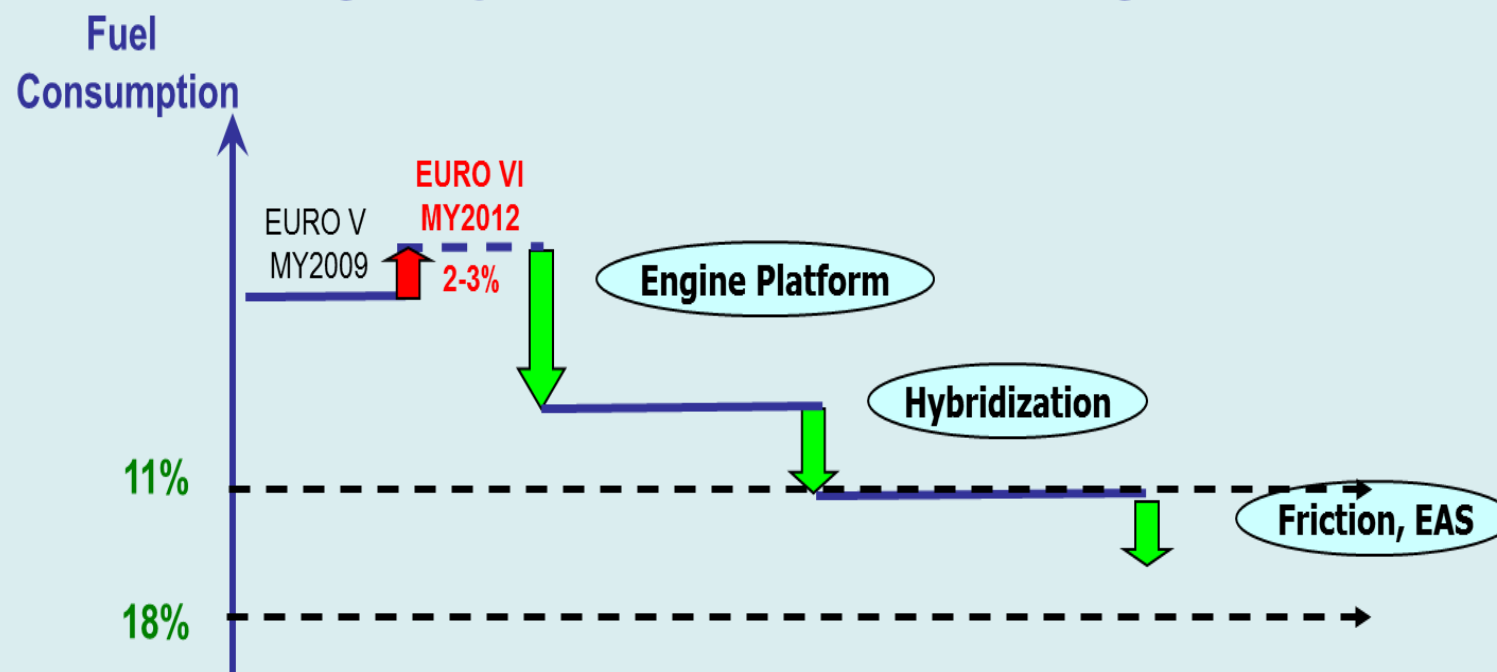 Fuel
Consumption
EURO V
MY2009
EURO VI
MY2012
2-3%
Engine Platform
Hybridization
11%
Friction, EAS
18%